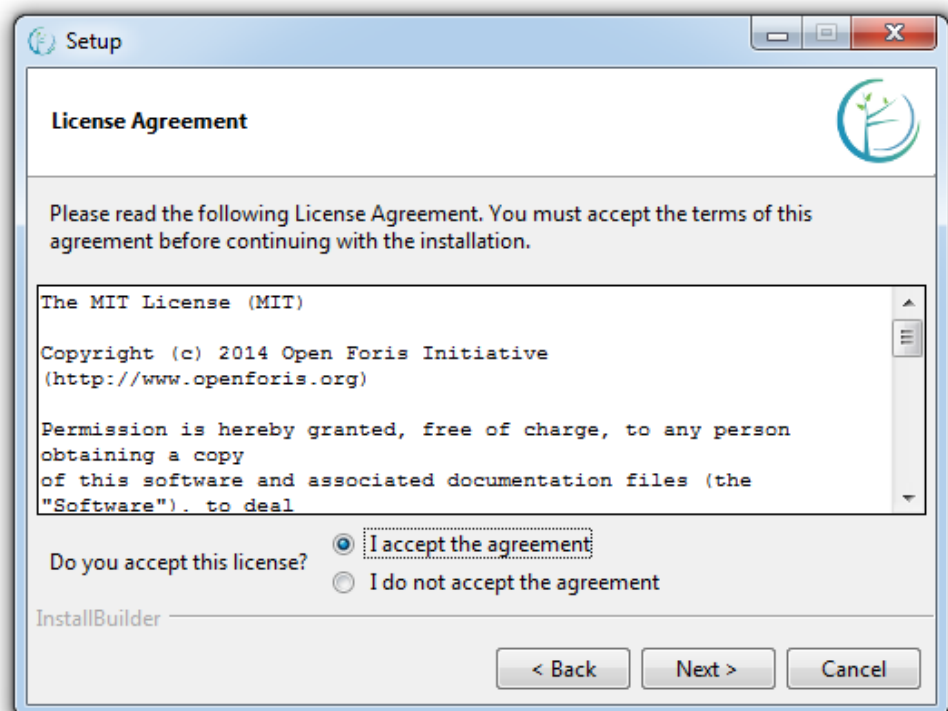 Setup
License Agreement
Please read the following License Agreement. You must accept the terms of this
agreement before continuing with the installation.
The MIT License (MIT)
Copyright (c) 2014 Open Foris Initiative
(http://www.openforis.org)
Permission is hereby granted, free of charge, to any person
obtaining a copy
of this software and associated documentation files (the
"Software"), to deal
Do you accept this license?
I accept the agreement
I do not accept the agreement
InstallBuilder
< Back
Next >
Cancel